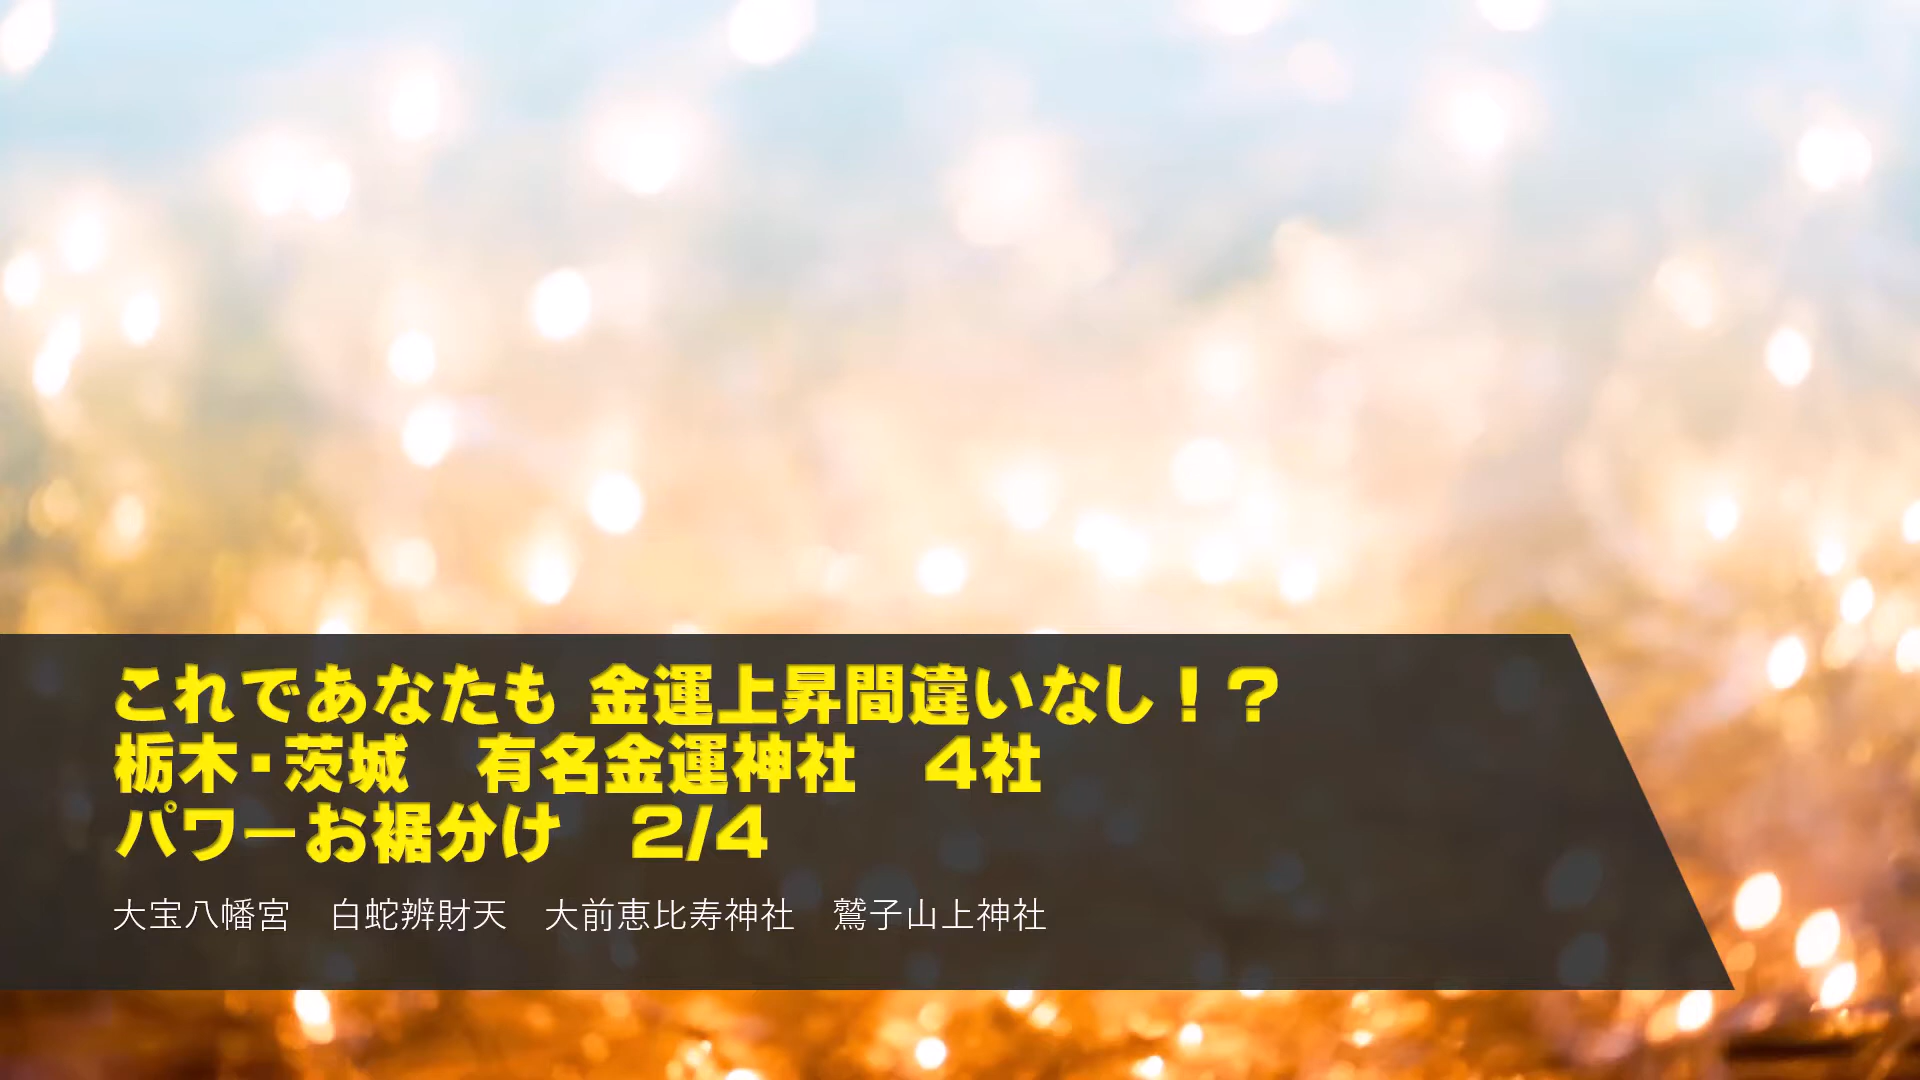 これであなたも 金運上昇間違いなし！？
栃木・茨城　有名金運神社　4社
パワーお裾分け　2/4
大宝八幡宮　白蛇辨財天　大前恵比寿神社　鷲子山上神社